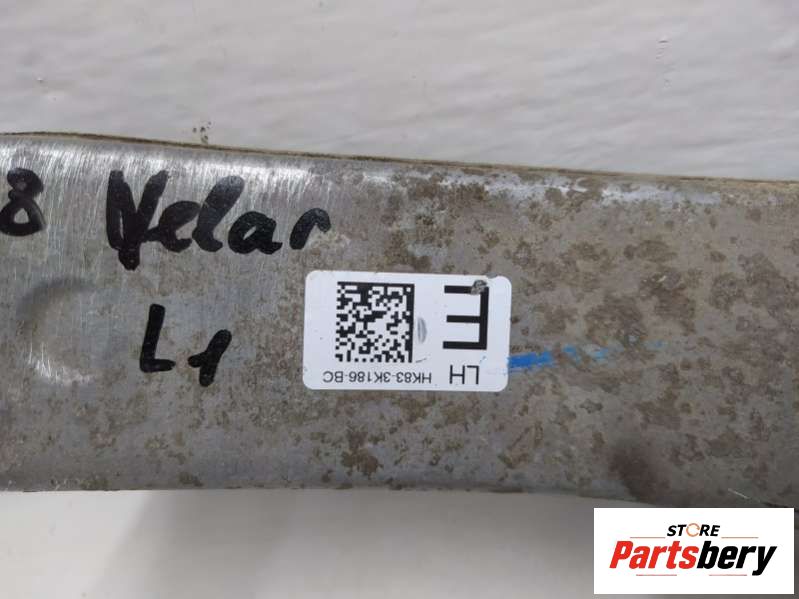 8 Velar
L1
E
LH
HK83-3K186-BC
STORE
Partsbery